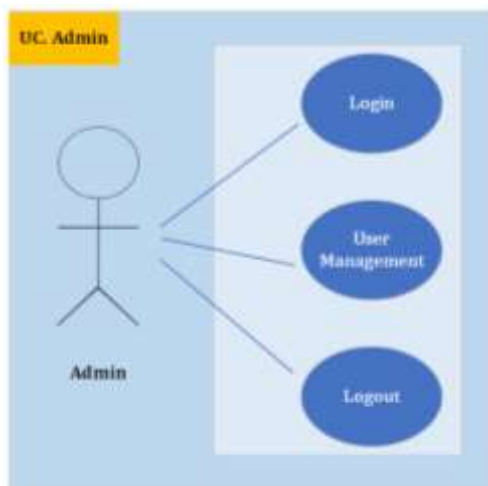 UC. Admin
Login
User
Management
Admin
Logout